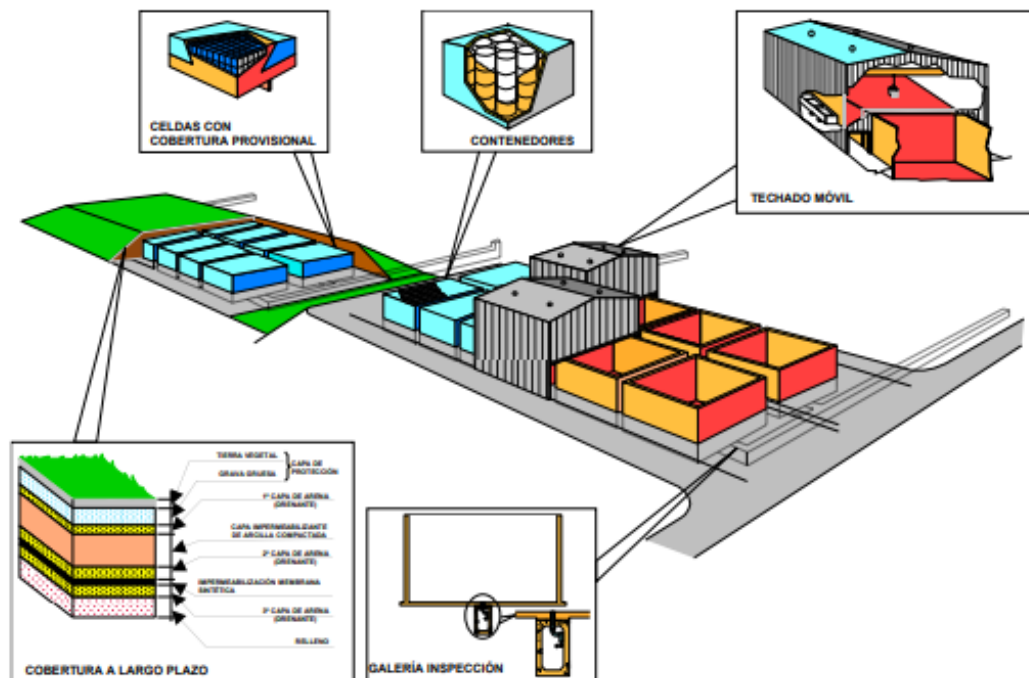 CELDAS CON
COBERTURA PROVISIONAL
CONTENEDORES
TECHADO MÓVIL
TIERRA VEGETAL
GRAVA GRUESA
CAPA DE
PROTECCIÓN
1ª CAPA DE ARENA
(DRENANTE)
CAPA IMPERMEABILIZANTE
DE ARCILLA COMPACTADA
2ª CAPA DE ARENA
(DRENANTE)
IMPERMEABILIZACIÓN MEMBRANA
SINTÉTICA
3ª CAPA DE ARENA
(DRENANTE)
RELLENO
COBERTURA A LARGO PLAZO
GALERÍA INSPECCIÓN